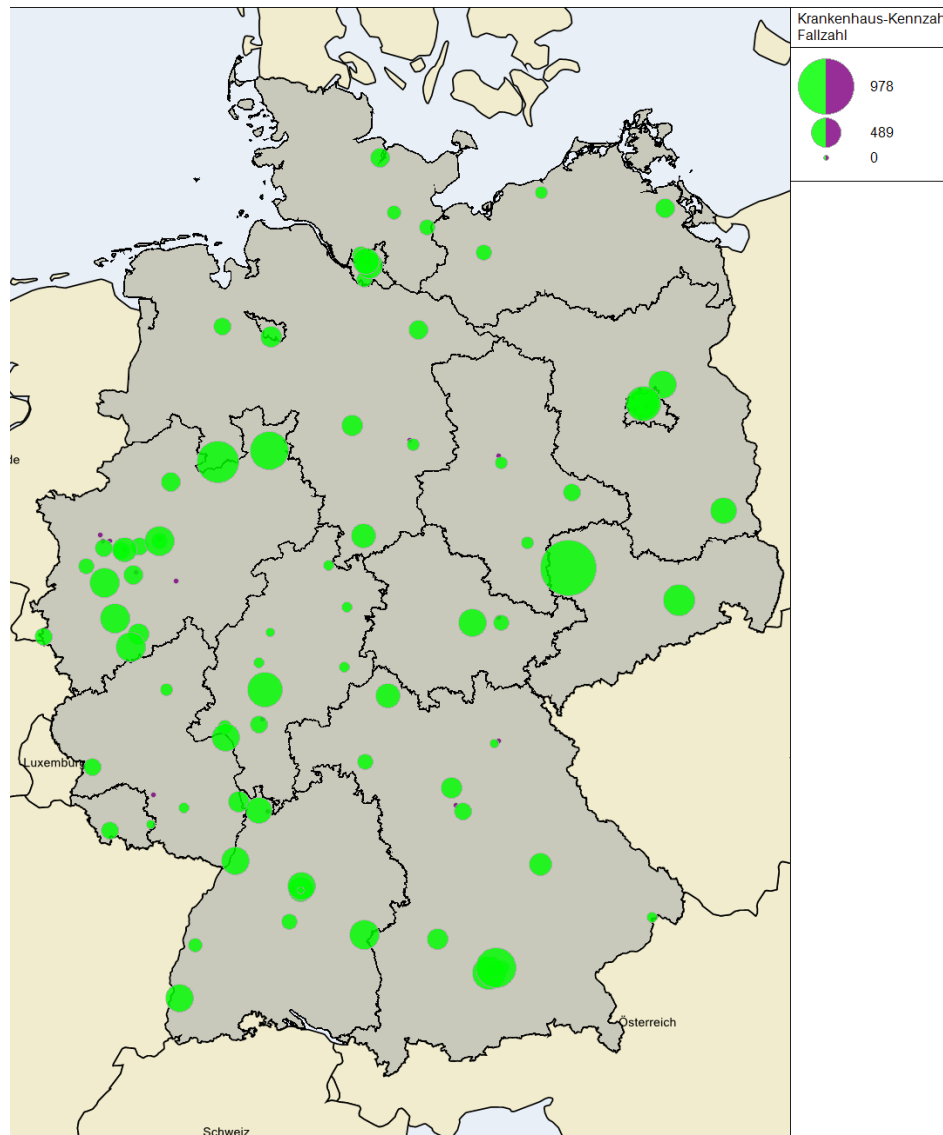 Krankenhaus-Kennzah
Fallzahl
978
489
0
de
Luxemburg
Österreich
Schweiz